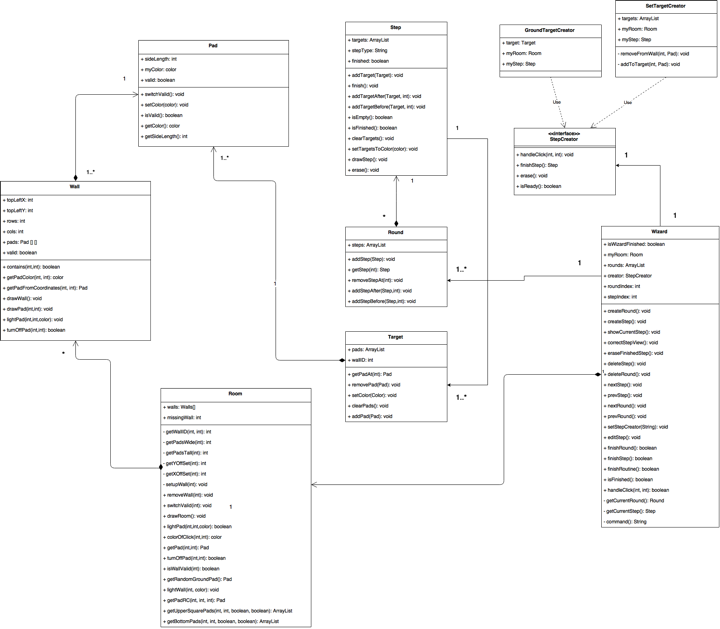 Pad
+ sideLength: int
+ myColor: color
+ valid: boolean
+ switchValid(): void
+ setColor(color): void
+ isValid(): boolean
+ getColor(): color
+ getSideLength(): int
1
1..*
1..*
Step
+ targets: ArrayList
+ stepType: String
+ finished: boolean
+ addTarget(Target): void
+ finish(): void
+ addTargetAfter(Target, int): void
+ addTargetBefore(Target, int): void
+ isEmpty(): boolean
+ isFinished(): boolean
+ clearTargets(): void
+ setTargetsToColor(color): void
+ drawStep(): void
+ erase(): void
1
1
*
GroundTargetCreator
+ target: Target
+ myRoom: Room
+ myStep: Step
SetTargetCreator
+ targets: ArrayList
+ myRoom: Room
+ myStep: Step
- removeFromWall(int, Pad): void
- addToTarget(int, Pad): void
Use
Use
<<interface>>
StepCreator
+ handleClick(int, int): void
+ finishStep(): Step
+ erase(): void
+ isReady(): boolean
1
1
Wall
+ topLeftX: int
+ topLeftY: int
+ rows: int
+ cols: int
+ pads: Pad [] []
+ valid: boolean
+ contains(int,int): boolean
+ getPadColor(int, int): color
+ getPadFromCoordinates(int, int): Pad
+ drawWall(): void
+ drawPad(int,int): void
+ lightPad(int,int,color): void
+ turnOffPad(int,int): boolean
*
Round
+ steps: ArrayList
+ addStep(Step): void
+ getStep(int): Step
+ removeStepAt(int): void
+ addStepAfter(Step,int): void
+ addStepBefore(Step,int): void
1..*
1
1
Target
+ pads: ArrayList
+ wallID: int
+ getPadAt(int): Pad
+ removePad(Pad): void
+ setColor(Color): void
+ clearPads(): void
+ addPad(Pad): void
1..*
Wizard
+ isWizardFinished: boolean
+ myRoom: Room
+ rounds: ArrayList
+ creator: StepCreator
+ roundIndex: int
+ stepIndex: int
+ createRound(): void
+ createStep(): void
+ showCurrentStep(): void
+ correctStepView(): void
+ eraseFinishedStep(): void
+ deleteStep(): void
+ deleteRound(): void
+ nextStep(): void
+ prevStep(): void
+ nextRound(): void
+ prevRound(): void
+ setStepCreator(String): void
+ editStep(): void
+ finishRound(): boolean
+ finishStep(): boolean
+ finishRoutine(): boolean
+ isFinished(): boolean
+ handleClick(int, int): boolean
- getCurrentRound(): Round
- getCurrentStep(): Step
- command(): String
1
Room
+ walls: Walls[]
+ missingWall: int
- getWallID(int, int): int
- getPadsWide(int, int): int
- getPadsTall(int, int): int
- getYOffSet(int): int
- getXOffSet(int): int
- setupWall(int): void
+ removeWall(int): void
+ switchValid(int): void
+ drawRoom(): void
+ lightPad(int,int,color): boolean
+ colorOfClick(int,int): color
+ getPad(int,int): Pad
+ turnOffPad(int,int): boolean
+ isWallValid(int): boolean
+ getRandomGroundPad(): Pad
+ lightWall(int, color): void
+ getPadRC(int, int, int): Pad
+ getUpperSquarePads(int, int, boolean, boolean): ArrayList
+ getBottomPads(int, int, boolean, boolean): ArrayList
1